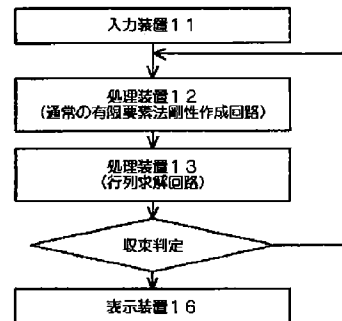 入力装置１１
処理装置１２
(通常の有限要素法剛性作成回路)
処理装置１３
(行列求解回路)
収束判定
表示装置１６